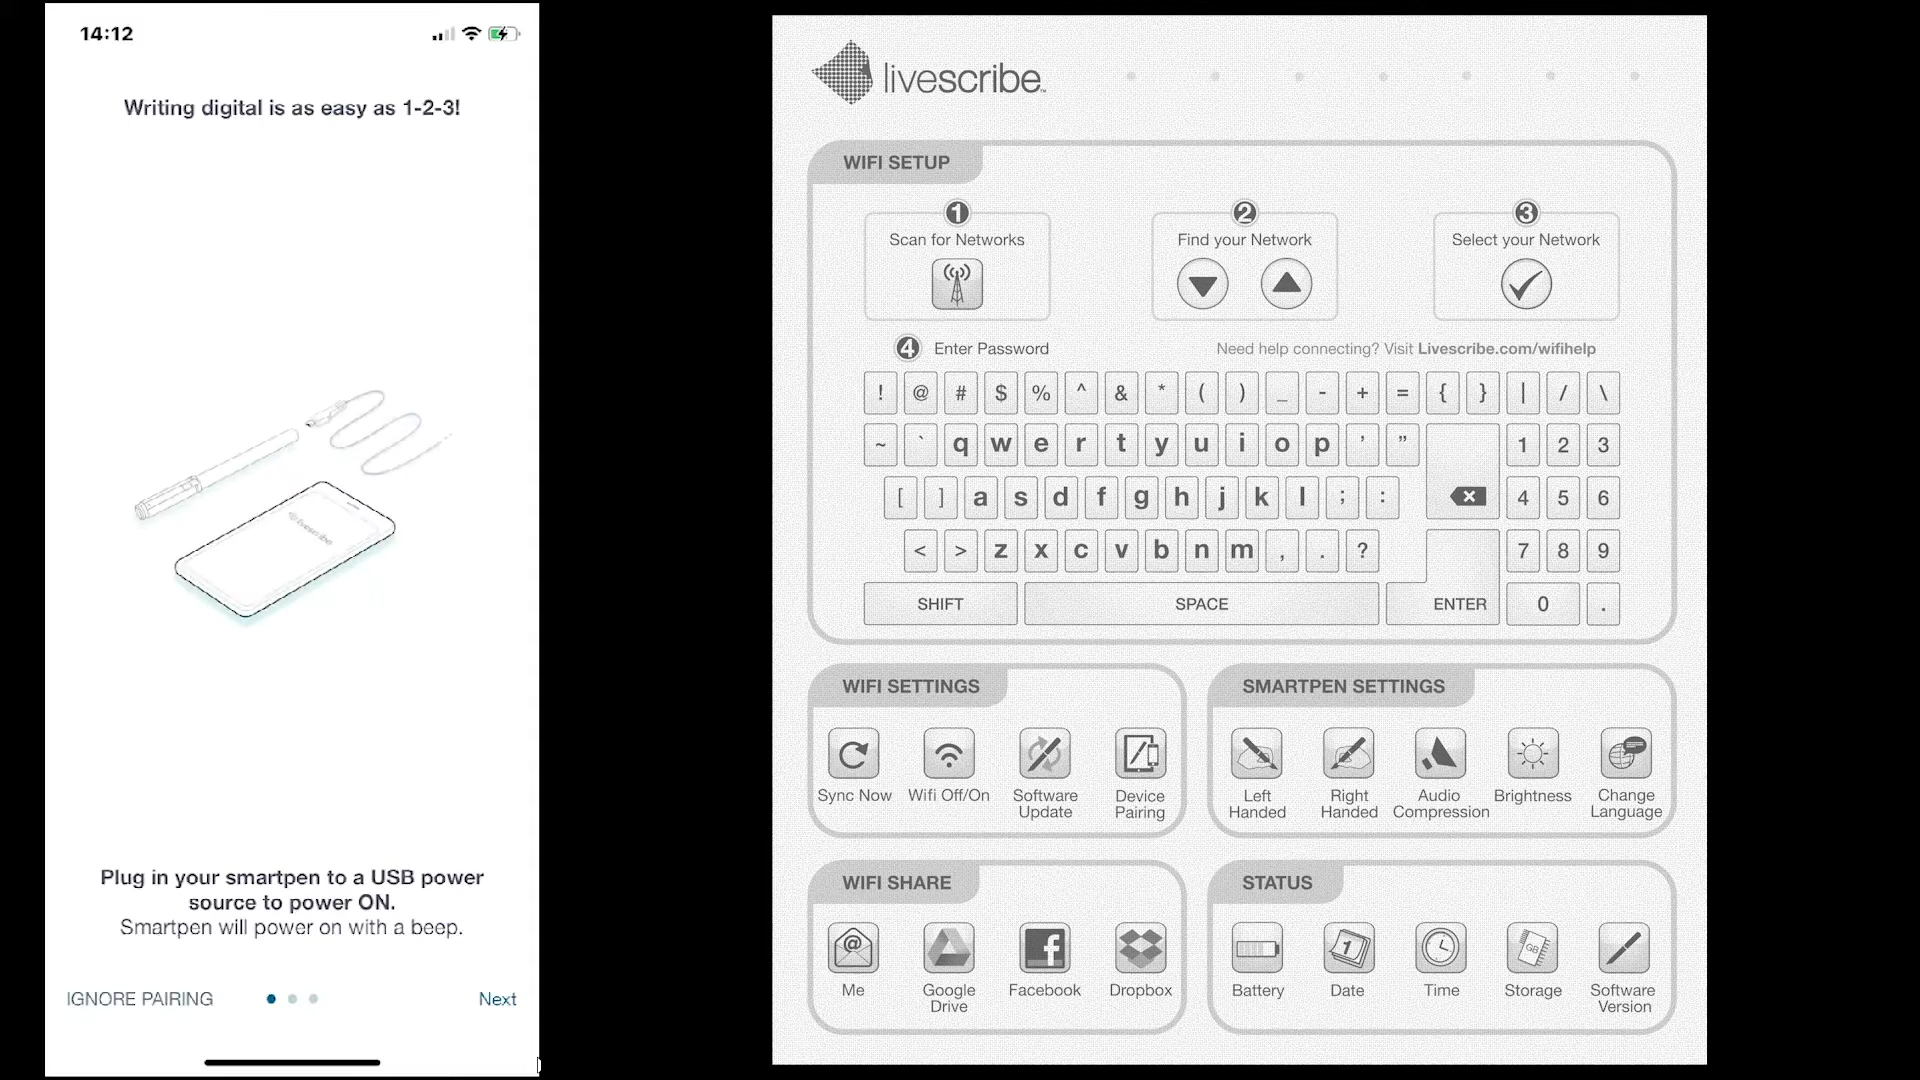 14:12
Writing digital is as easy as 1-2-3!
livescribe
Plug in your smartpen to a USB power
source to power ON.
Smartpen will power on with a beep.
IGNORE PAIRING
Next
livescribe™
WIFI SETUP
1
Scan for Networks
2
Find your Network
3
Select your Network
4 Enter Password
Need help connecting? Visit Livescribe.com/wifihelp
! @ # $ % ^ & * ( ) _ - + = { } | / \
~ ` q w e r t y u i o p ’ ” 1 2 3
[ ] a s d f g h j k l ; : 4 5 6
< > z x c v b n m , . ? 7 8 9
SHIFT SPACE ENTER 0 .
WIFI SETTINGS
Sync Now
Wifi Off/On
Software
Update
Device
Pairing
SMARTPEN SETTINGS
Left
Handed
Right
Handed
Audio
Compression
Brightness
Change
Language
WIFI SHARE
@
Me
Google
Drive
f
Facebook
Dropbox
STATUS
Battery
1
Date
Time
GB
Storage
Software
Version